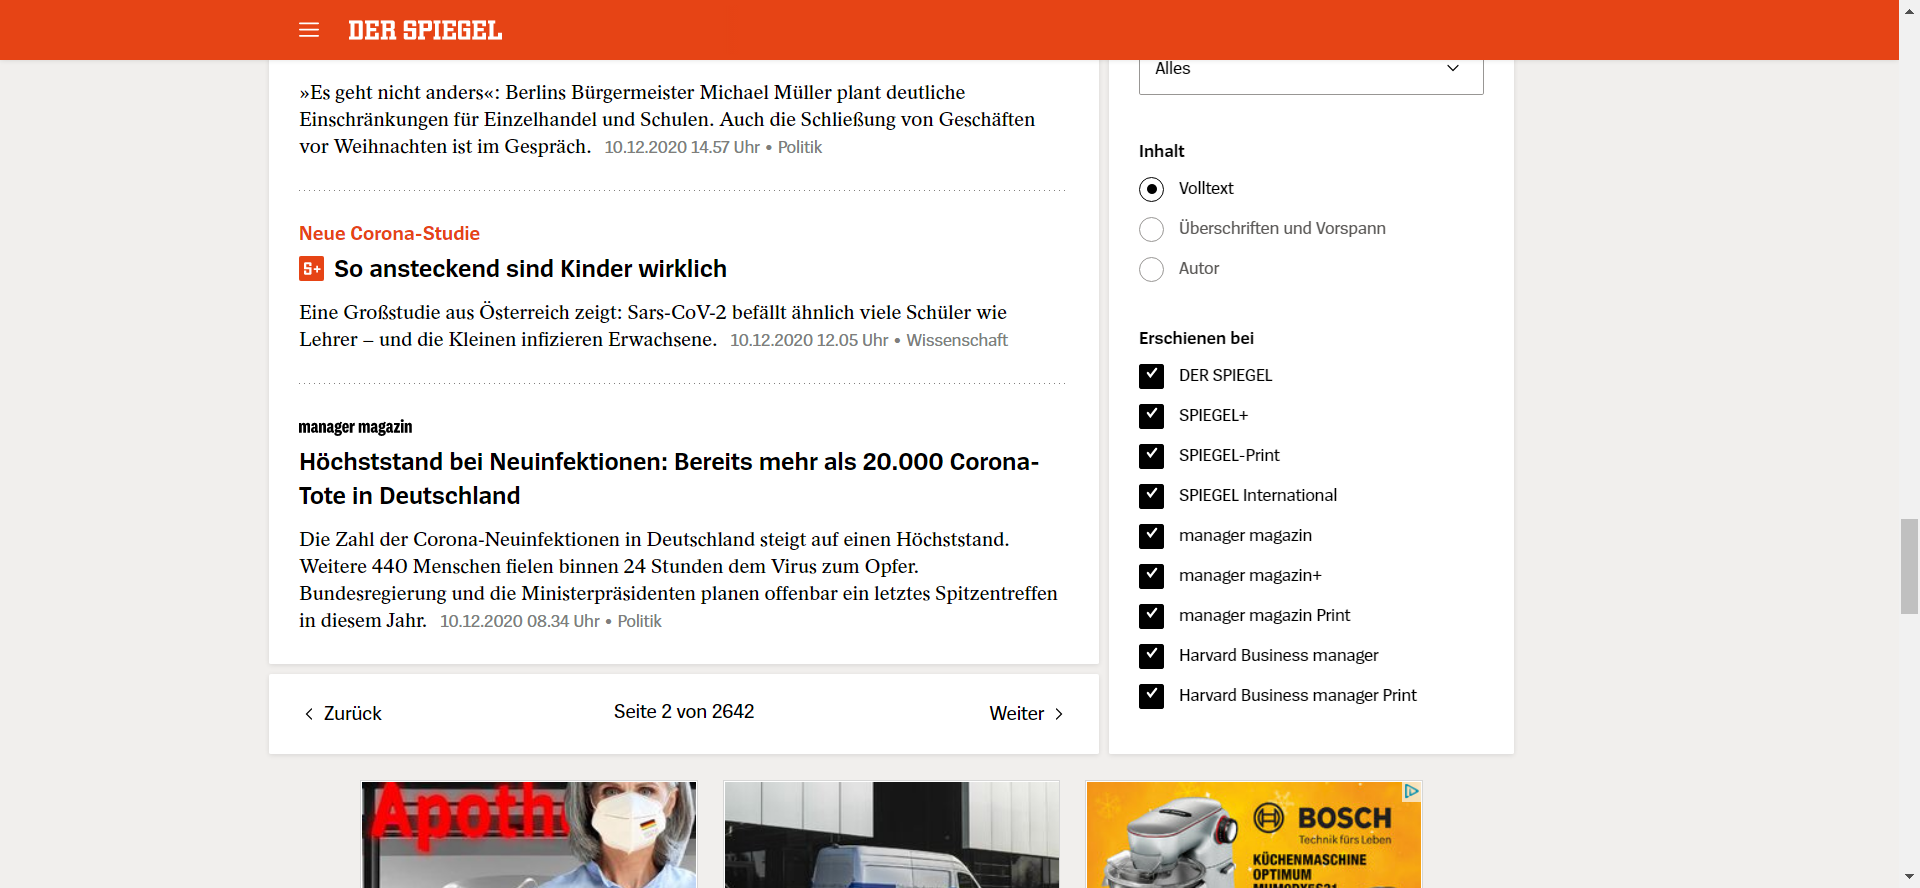 DER SPIEGEL
»Es geht nicht anders«: Berlins Bürgermeister Michael Müller plant deutliche
Einschränkungen für Einzelhandel und Schulen. Auch die Schließung von Geschäften
vor Weihnachten ist im Gespräch. 10.12.2020 14.57 Uhr • Politik
Neue Corona-Studie
S+ So ansteckend sind Kinder wirklich
Eine Großstudie aus Österreich zeigt: Sars-CoV-2 befällt ähnlich viele Schüler wie
Lehrer – und die Kleinen infizieren Erwachsene. 10.12.2020 12.05 Uhr • Wissenschaft
manager magazin
Höchststand bei Neuinfektionen: Bereits mehr als 20.000 Corona-
Tote in Deutschland
Die Zahl der Corona-Neuinfektionen in Deutschland steigt auf einen Höchststand.
Weitere 440 Menschen fielen binnen 24 Stunden dem Virus zum Opfer.
Bundesregierung und die Ministerpräsidenten planen offenbar ein letztes Spitzentreffen
in diesem Jahr. 10.12.2020 08.34 Uhr • Politik
Zurück
Seite 2 von 2642
Weiter
Alles
Inhalt
Volltext
Überschriften und Vorspann
Autor
Erschienen bei
DER SPIEGEL
SPIEGEL+
SPIEGEL-Print
SPIEGEL International
manager magazin
manager magazin+
manager magazin Print
Harvard Business manager
Harvard Business manager Print
Apoth
BOSCH
Technik fürs Leben
KÜCHENMASCHINE
OPTIMUM